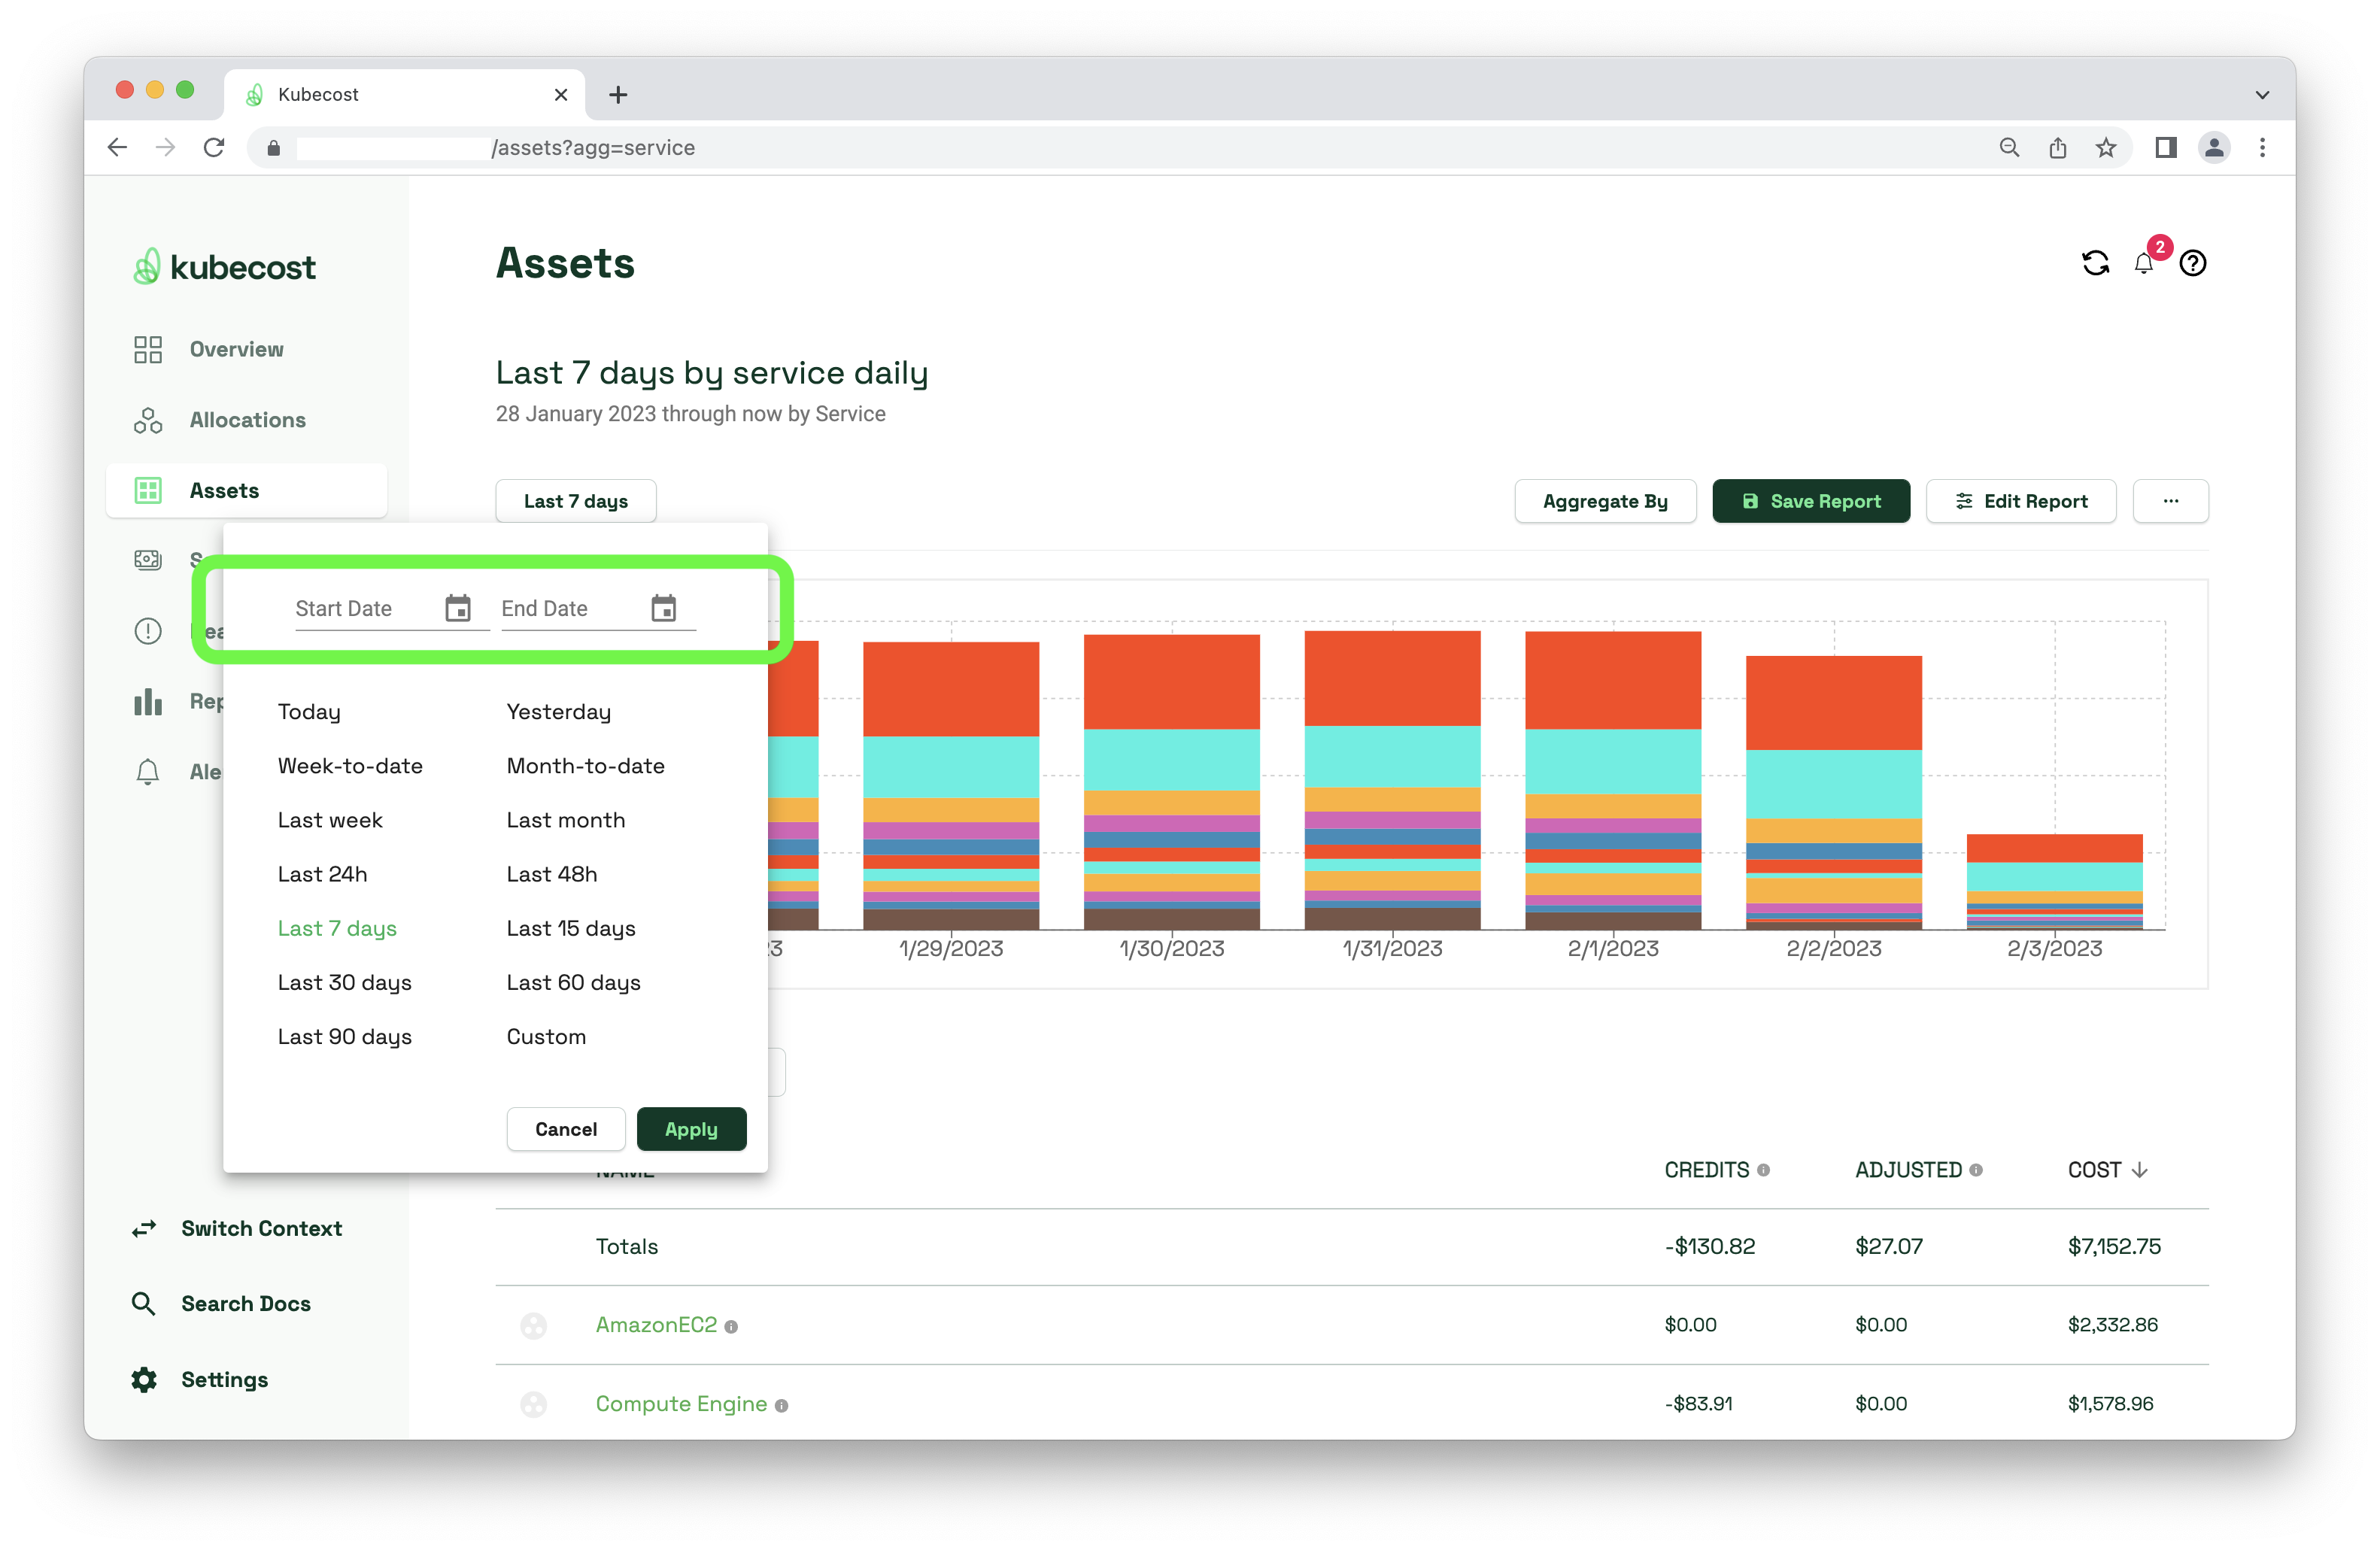 Kubecost
/assets?agg=service
kubecost
Assets
2
Overview
Last 7 days by service daily
28 January 2023 through now by Service
Allocations
Assets
Last 7 days
Aggregate By
Save Report
Edit Report
...
Start Date
End Date
Today
Yesterday
Week-to-date
Month-to-date
Last week
Last month
Last 24h
Last 48h
Last 7 days
Last 15 days
Last 30 days
Last 60 days
Last 90 days
Custom
Cancel
Apply
1/29/2023
1/30/2023
1/31/2023
2/1/2023
2/2/2023
2/3/2023
NAME
CREDITS
ADJUSTED
COST
Totals
-$130.82
$27.07
$7,152.75
AmazonEC2
$0.00
$0.00
$2,332.86
Compute Engine
-$83.91
$0.00
$1,578.96
Switch Context
Search Docs
Settings